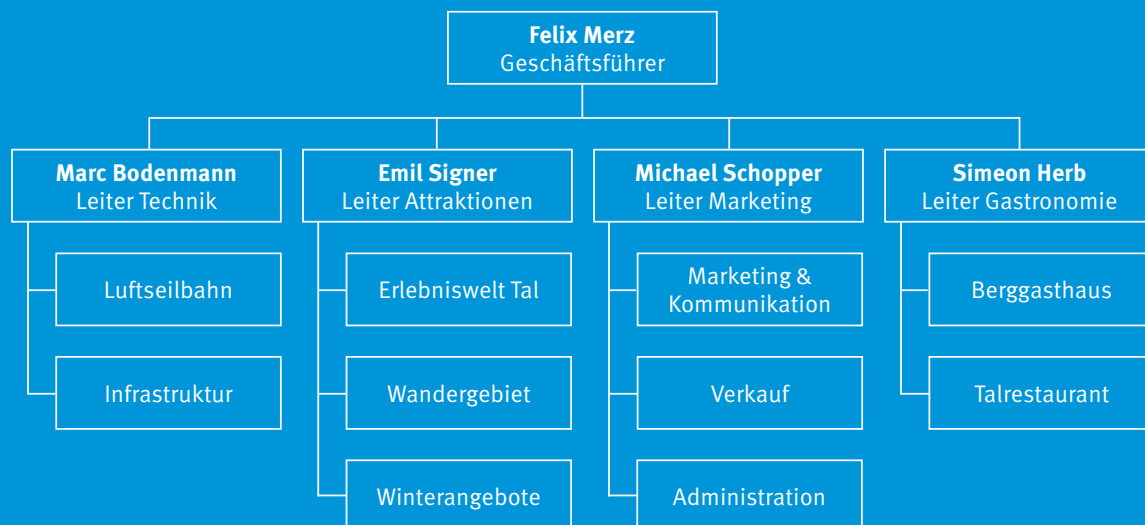 Felix Merz
Geschäftsführer
Marc Bodenmann
Leiter Technik
Emil Signer
Leiter Attraktionen
Michael Schopper
Leiter Marketing
Simeon Herb
Leiter Gastronomie
Luftseilbahn
Erlebniswelt Tal
Marketing &
Kommunikation
Berggasthaus
Infrastruktur
Wandergebiet
Verkauf
Talrestaurant
Winterangebote
Administration